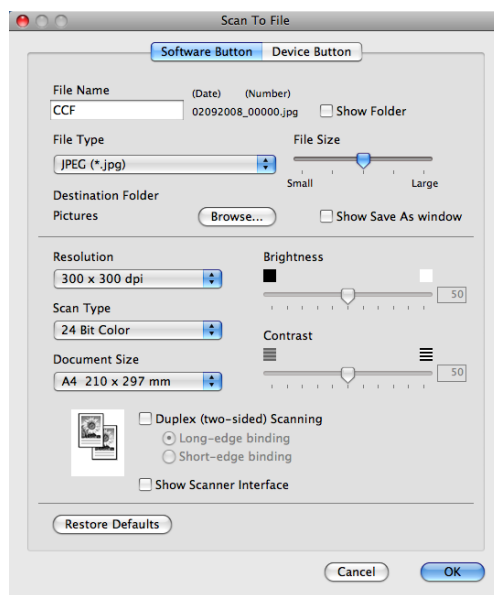 Scan To File
Software Button Device Button
File Name (Date) (Number)
CCF 02092008_00000.jpg Show Folder
File Type File Size
JPEG (*.jpg)
Small Large
Destination Folder
Pictures Browse... Show Save As window
Resolution Brightness
300 x 300 dpi
50
Scan Type
24 Bit Color Contrast
Document Size
A4 210 x 297 mm 50
Duplex (two-sided) Scanning
Long-edge binding
Short-edge binding
Show Scanner Interface
Restore Defaults
Cancel OK